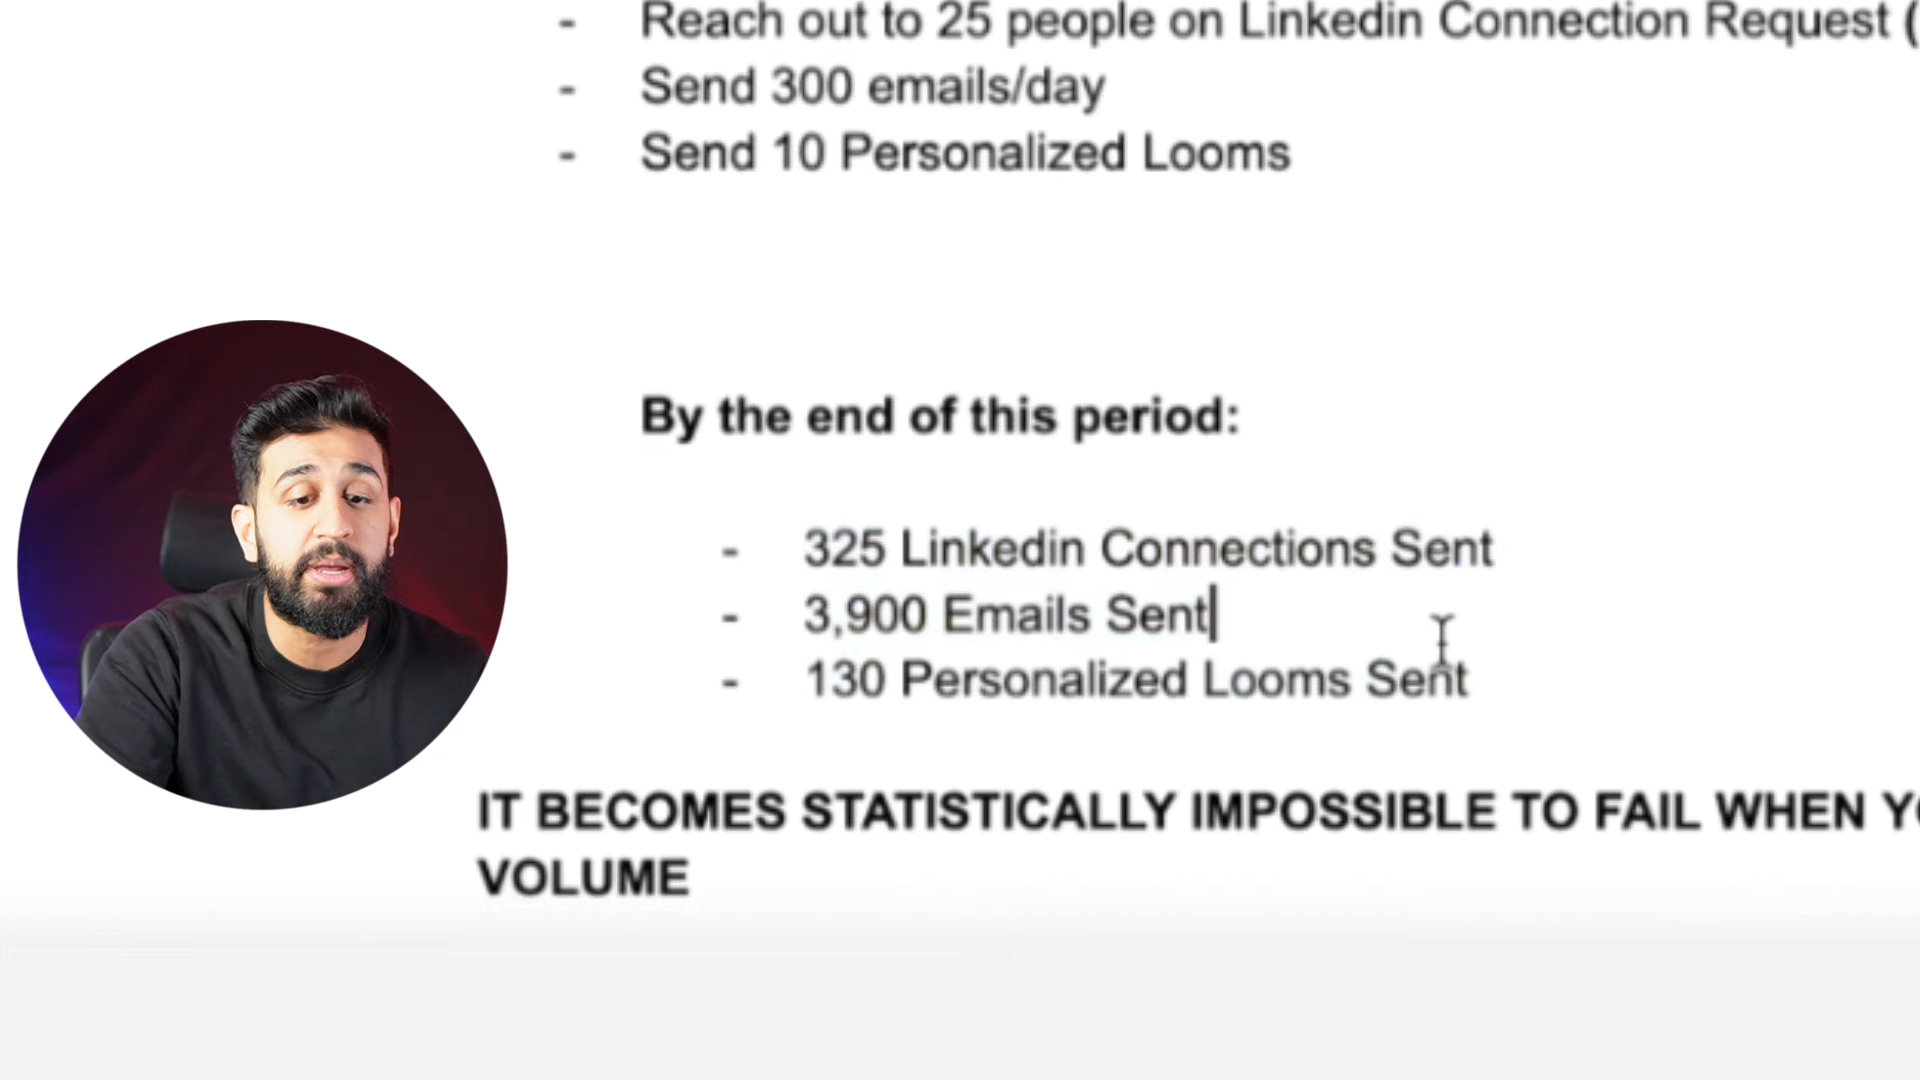 - Reach out to 25 people on Linkedin Connection Request (
- Send 300 emails/day
- Send 10 Personalized Looms
By the end of this period:
- 325 Linkedin Connections Sent
- 3,900 Emails Sent
- 130 Personalized Looms Sent
IT BECOMES STATISTICALLY IMPOSSIBLE TO FAIL WHEN
VOLUME